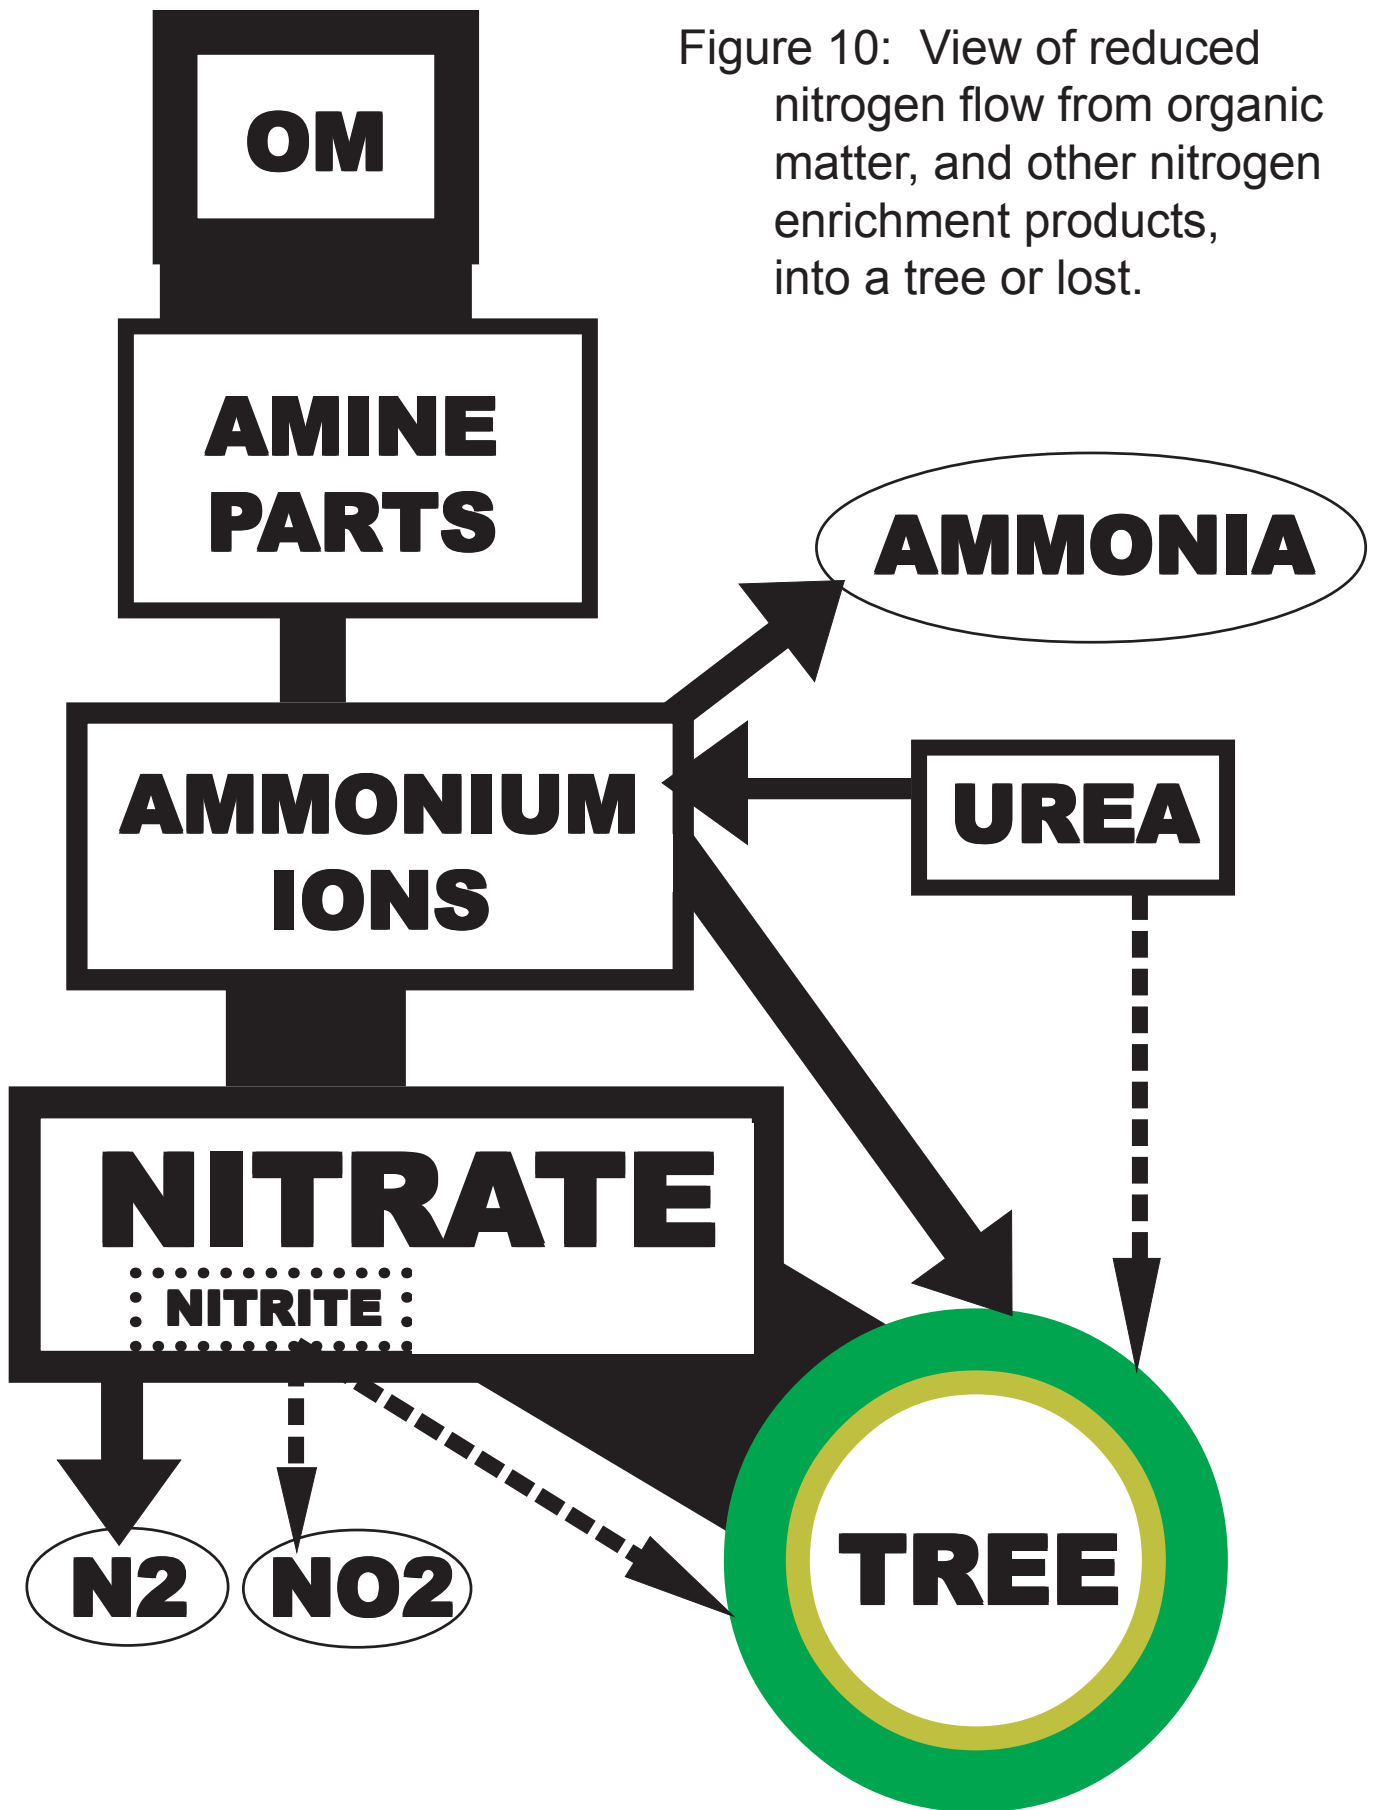 Figure 10:  View of reduced
nitrogen flow from organic
matter, and other nitrogen
enrichment products,
into a tree or lost.
OM
AMINE
PARTS
AMMONIA
AMMONIUM
IONS
UREA
NITRATE
NITRITE
N2
NO2
TREE